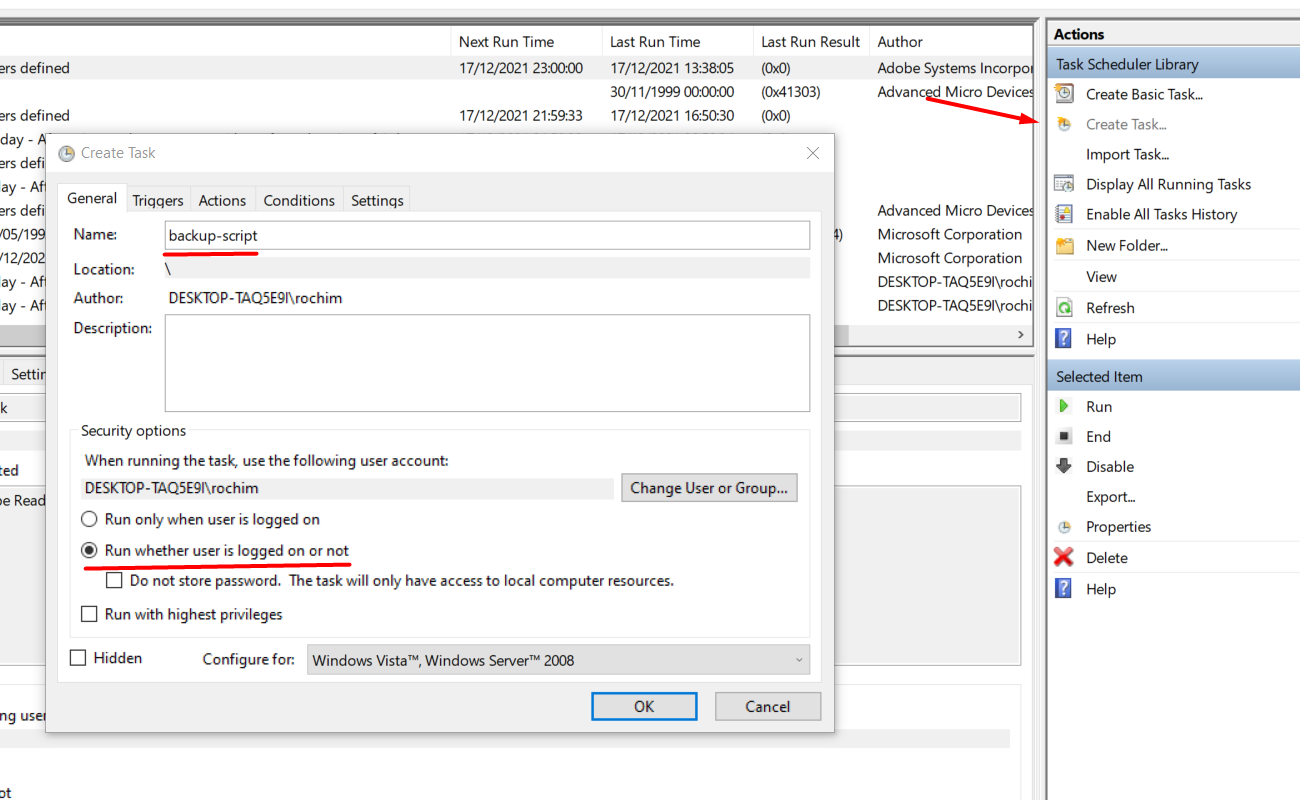 Next Run Time Last Run Time Last Run Result Author
ers defined 17/12/2021 23:00:00 17/12/2021 13:38:05 (0x0) Adobe Systems Incorpor
30/11/1999 00:00:00 (0x41303) Advanced Micro Devices
17/12/2021 21:59:33 17/12/2021 16:50:30 (0x0)
day - A
ers defi
ay - Aft
ers defi Advanced Micro Devices
/05/199 4) Microsoft Corporation
/12/202 Microsoft Corporation
ay - Aft DESKTOP-TAQ5E9I\rochi
ay - Aft DESKTOP-TAQ5E9I\rochi
Settin
k
ted
be Read
ng user
ot
Create Task
General Triggers Actions Conditions Settings
Name: backup-script
Location: \
Author: DESKTOP-TAQ5E9I\rochim
Description:
Security options
When running the task, use the following user account:
DESKTOP-TAQ5E9I\rochim Change User or Group...
Run only when user is logged on
Run whether user is logged on or not
Do not store password. The task will only have access to local computer resources.
Run with highest privileges
Hidden Configure for: Windows Vista™, Windows Server™ 2008
OK Cancel
Actions
Task Scheduler Library
Create Basic Task...
Create Task...
Import Task...
Display All Running Tasks
Enable All Tasks History
New Folder...
View
Refresh
Help
Selected Item
Run
End
Disable
Export...
Properties
Delete
Help